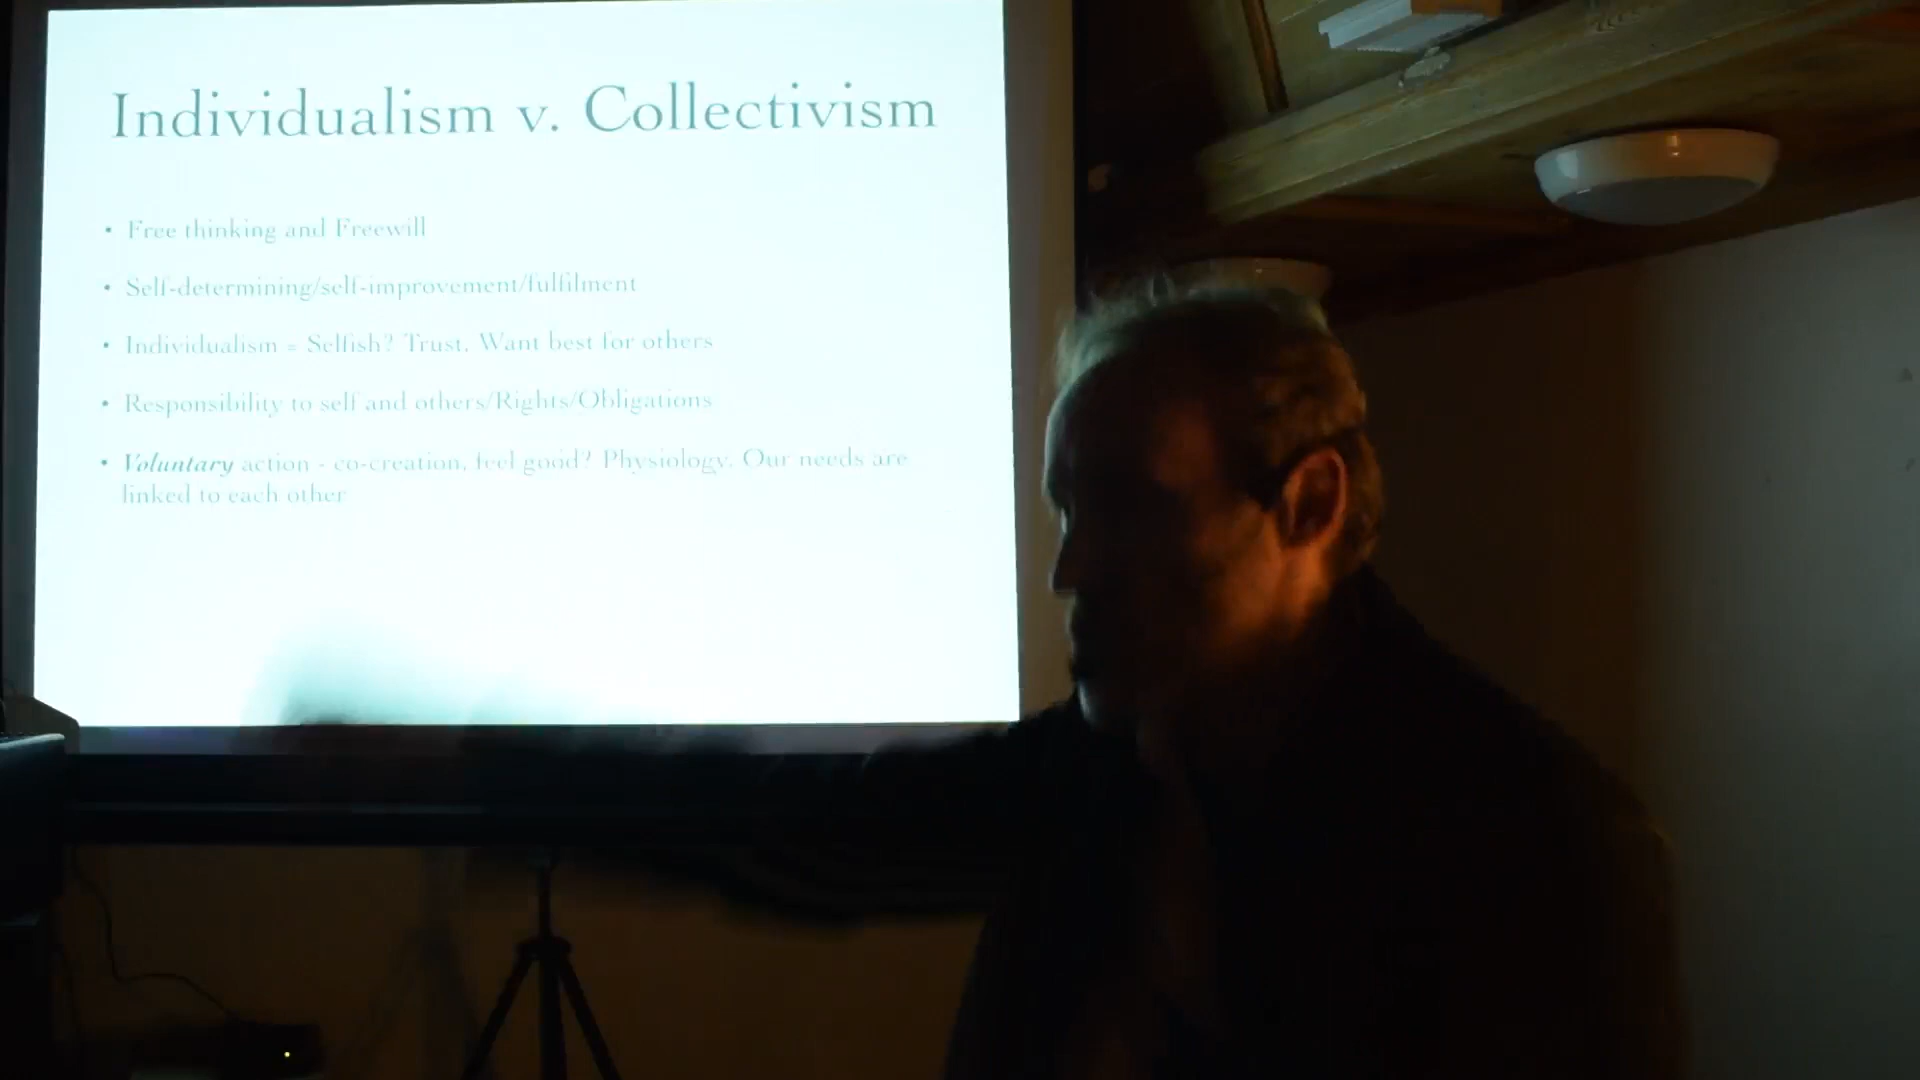 Individualism v. Collectivism
• Free thinking and Freewill
• Self-determining/self-improvement/fulfilment
• Individualism = Selfish? Trust. Want best for others
• Responsibility to self and others/Rights/Obligations
• Voluntary action - co-creation, feel good? Physiology. Our needs are
linked to each other